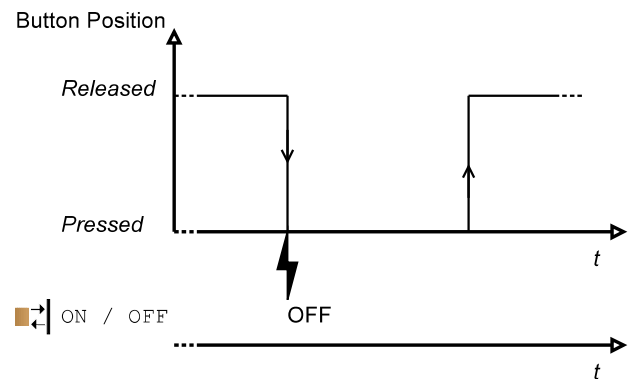 Button Position
Released
Pressed
t
OFF
ON / OFF
t